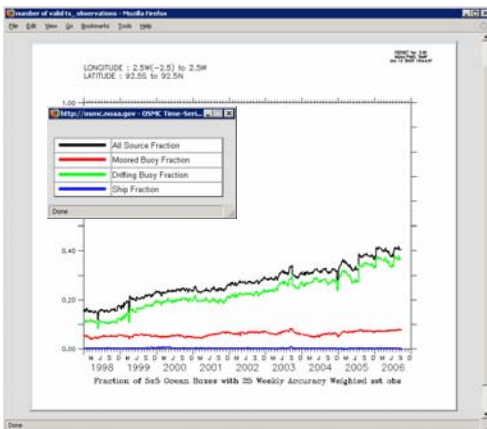 number of valid ts_ observations - Mozilla Firefox
File Edit View Go Bookmarks Tools Help
LONGITUDE : 2.5W(-2.5) to 2.5W
LATITUDE : 92.5S to 92.5N
1.00
http://osmc.noaa.gov - OSMC Time-Seri...
All Source Fraction
Moored Buoy Fraction
Drifting Buoy Fraction
Ship Fraction
Done
0.40
0.20
0.00
M J S D M J S D M J S D M J S D M J S D M J S D M J S D M J S D M J S
1998 1999 2000 2001 2002 2003 2004 2005 2006
Fraction of 5x5 Ocean Boxes with 25 Weekly Accuracy Weighted sst obs
Done